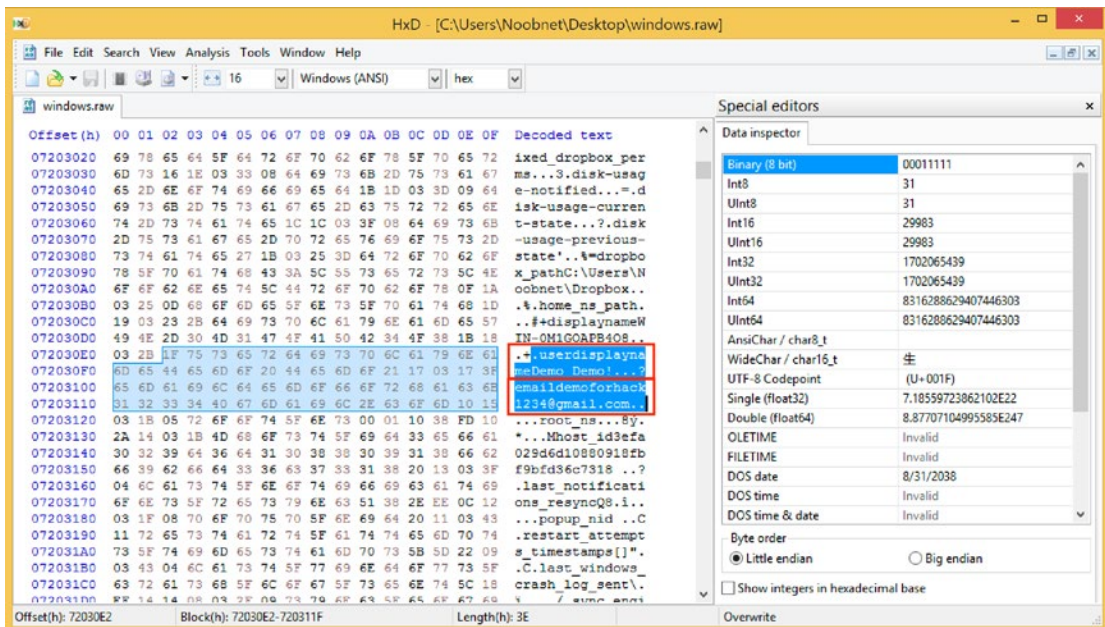 HxD - [C:\Users\Noobnet\Desktop\windows.raw]
File Edit Search View Analysis Tools Window Help
16 Windows (ANSI) hex
windows.raw
Offset(h) 00 01 02 03 04 05 06 07 08 09 0A 0B 0C 0D 0E 0F Decoded text
07203020 69 78 65 64 5F 64 72 6F 70 62 6F 78 5F 70 65 72 ixed_dropbox_per
07203030 6D 73 16 1E 03 33 08 64 69 73 6B 2D 75 73 61 67 ms...3.disk-usag
07203040 65 2D 6E 6F 74 69 66 69 65 64 1B 1D 03 3D 09 64 e-notified...=.d
07203050 69 73 6B 2D 75 73 61 67 65 2D 63 75 72 72 65 6E isk-usage-curren
07203060 74 2D 73 74 61 74 65 1C 1C 03 3F 08 64 69 73 6B t-state...?.disk
07203070 2D 75 73 61 67 65 2D 70 72 65 76 69 6F 75 73 2D -usage-previous-
07203080 73 74 61 74 65 27 1B 03 25 3D 64 72 6F 70 62 6F state'..%=dropbo
07203090 78 5F 70 61 74 68 43 3A 5C 55 73 65 72 73 5C 4E x_pathC:\Users\N
072030A0 6F 6F 62 6E 65 74 5C 44 72 6F 70 62 6F 78 0F 1A oobnet\Dropbox..
072030B0 03 25 0D 68 6F 6D 65 5F 6E 73 5F 70 61 74 68 1D .%.home_ns_path.
072030C0 19 03 23 2B 64 69 73 70 6C 61 79 6E 61 6D 65 57 ..#+displaynameW
072030D0 49 4E 2D 30 4D 31 47 4F 41 50 42 34 4F 38 1B 18 IN-0M1GOAPB4O8..
072030E0 03 2B 1F 75 73 65 72 64 69 73 70 6C 61 79 6E 61 .+.userdisplayna
072030F0 6D 65 44 65 6D 6F 20 44 65 6D 6F 21 17 03 17 3F meDemo Demo!...?
07203100 65 6D 61 69 6C 64 65 6D 6F 66 6F 72 68 61 63 6B emaildemoforhack
07203110 31 32 33 34 40 67 6D 61 69 6C 2E 63 6F 6D 10 15 1234@gmail.com..
07203120 03 1B 05 72 6F 6F 74 5F 6E 73 00 01 10 38 FD 10 ...root_ns...8ý.
07203130 2A 14 03 1B 4D 68 6F 73 74 5F 69 64 33 65 66 61 *...Mhost_id3efa
07203140 30 32 39 64 36 64 31 30 38 38 30 39 31 38 66 62 029d6d10880918fb
07203150 66 39 62 66 64 33 36 63 37 33 31 38 20 13 03 3F f9bfd36c7318 ..?
07203160 04 6C 61 73 74 5F 6E 6F 74 69 66 69 63 61 74 69 .last_notificati
07203170 6F 6E 73 5F 72 65 73 79 6E 63 51 38 2E EE 0C 12 ons_resyncQ8.î..
07203180 03 1F 08 70 6F 70 75 70 5F 6E 69 64 20 11 03 43 ...popup_nid ..C
07203190 11 72 65 73 74 61 72 74 5F 61 74 74 65 6D 70 74 .restart_attempt
072031A0 73 5F 74 69 6D 65 73 74 61 6D 70 73 5B 5D 22 09 s_timestamps[]".
072031B0 03 43 04 6C 61 73 74 5F 77 69 6E 64 6F 77 73 5F .C.last_windows_
072031C0 63 72 61 73 68 5F 6C 6F 67 5F 73 65 6E 74 5C 18 crash_log_sent\.
Special editors
Data inspector
Binary (8 bit) 00011111
Int8 31
UInt8 31
Int16 29983
UInt16 29983
Int32 1702065439
UInt32 1702065439
Int64 8316288629407446303
UInt64 8316288629407446303
AnsiChar / char8_t
WideChar / char16_t 生
UTF-8 Codepoint (U+001F)
Single (float32) 7.18559723862102E22
Double (float64) 8.87707104995585E247
OLETIME Invalid
FILETIME Invalid
DOS date 8/31/2038
DOS time Invalid
DOS time & date Invalid
Byte order
Little endian Big endian
Show integers in hexadecimal base
Offset(h): 72030E2 Block(h): 72030E2-720311F Length(h): 3E Overwrite